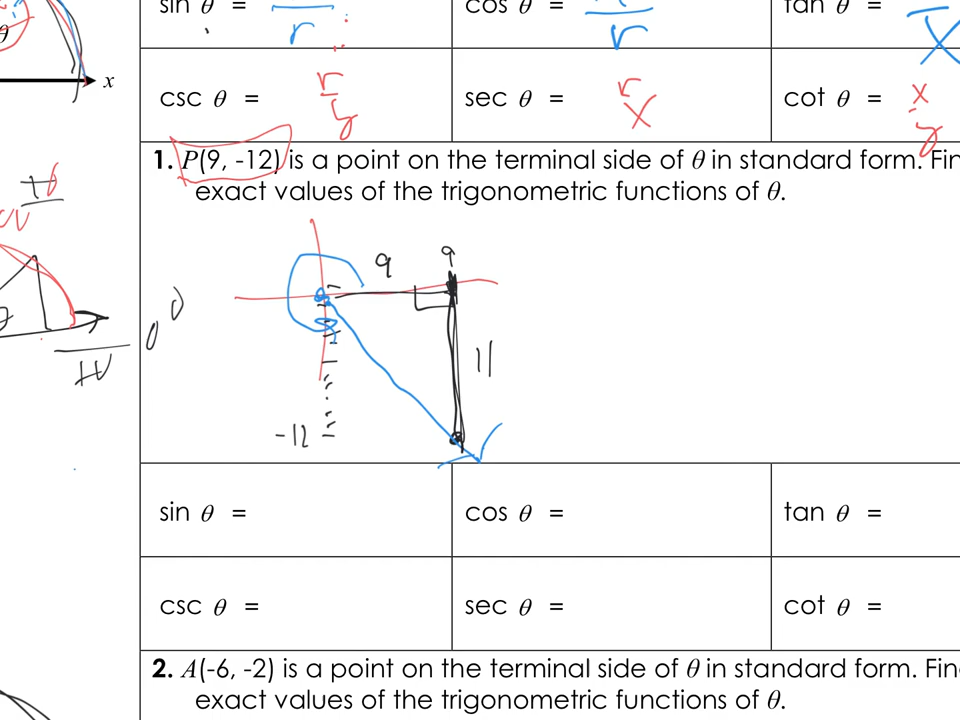 sin θ = r cos θ = r tan θ = x
θ x
csc θ = r/y sec θ = r/x cot θ = x/y
1. P(9, -12) is a point on the terminal side of θ in standard form. Fin
exact values of the trigonometric functions of θ.
+θ
9 9
11
-12
sin θ = cos θ = tan θ =
csc θ = sec θ = cot θ =
2. A(-6, -2) is a point on the terminal side of θ in standard form. Fin
exact values of the trigonometric functions of θ.